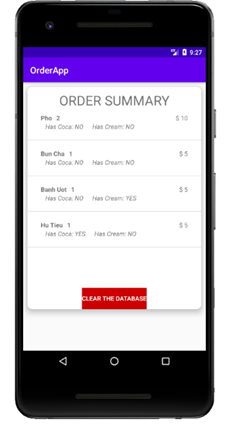 9:27
OrderApp
ORDER SUMMARY
Pho 2 $ 10
Has Coca: NO Has Cream: NO
Bun Cha 1 $ 5
Has Coca: NO Has Cream: NO
Banh Uot 1 $ 5
Has Coca: NO Has Cream: YES
Hu Tieu 1 $ 5
Has Coca: YES Has Cream: NO
CLEAR THE DATABASE